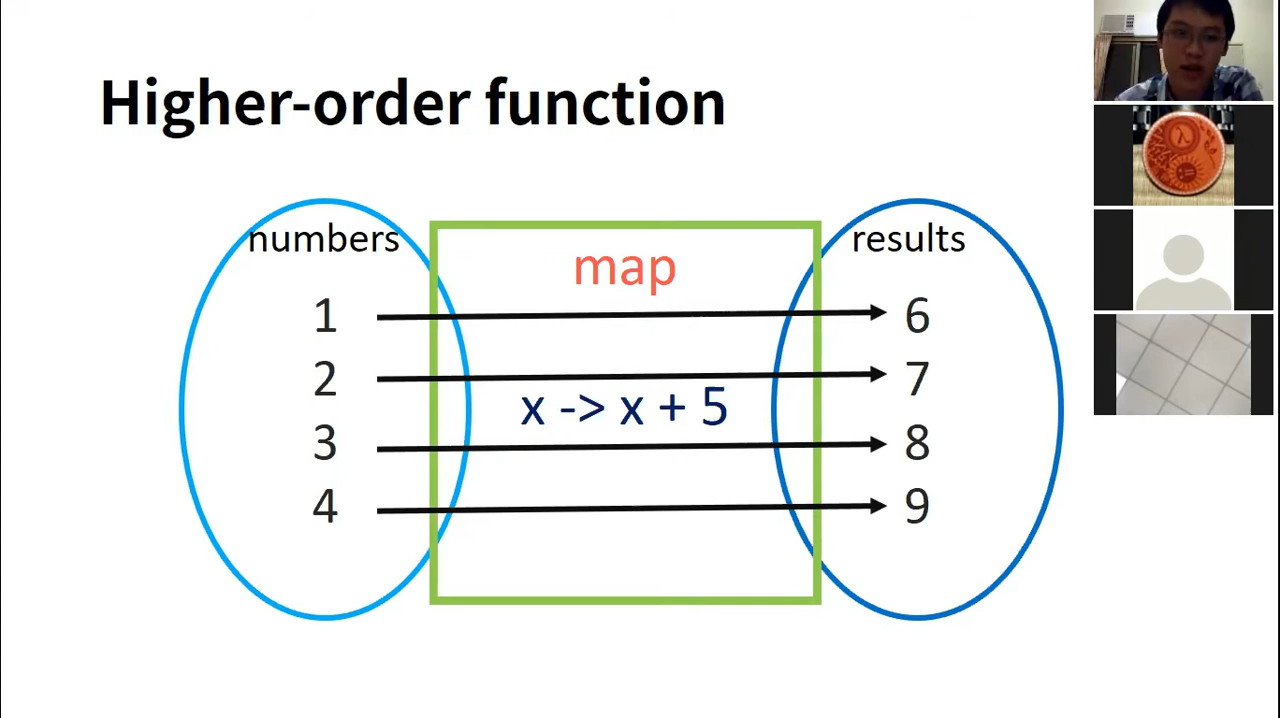 Higher-order function
numbers
map
results
1
6
2
7
x -> x + 5
3
8
4
9
λ